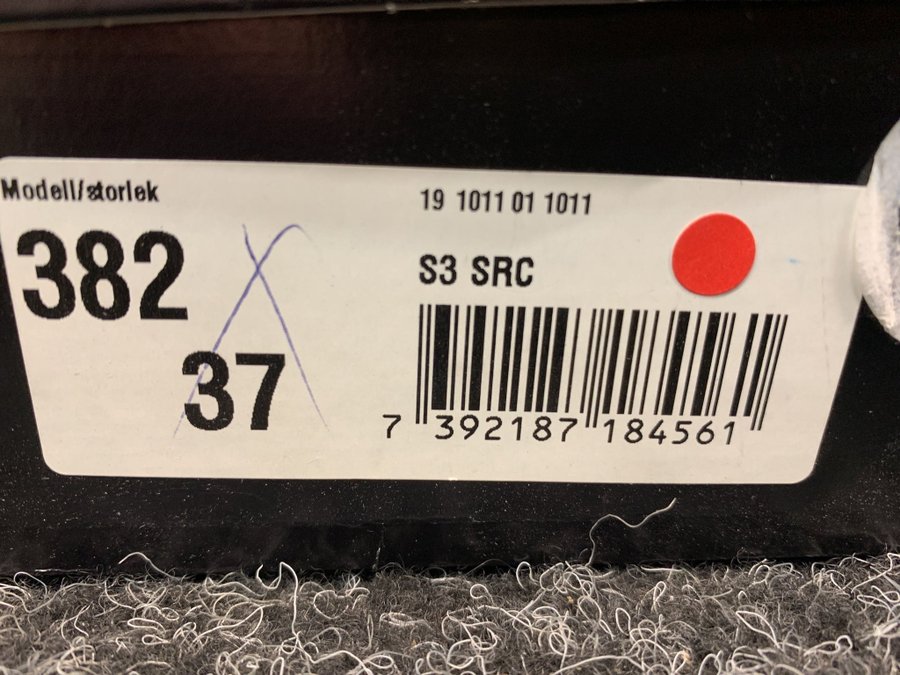 Modell/storlek
382
37
19 1011 01 1011
S3 SRC
7 392187 184561